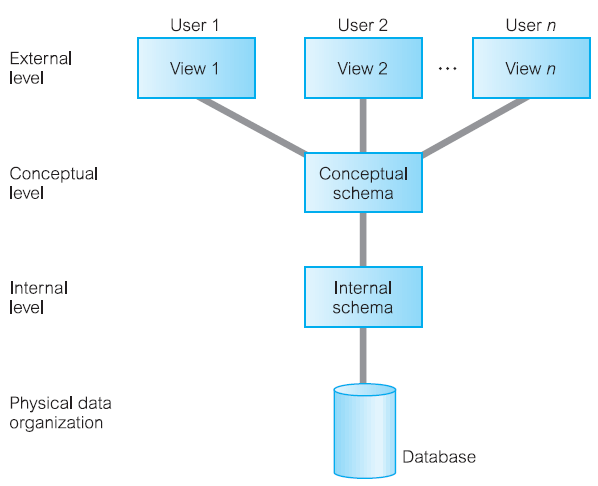 User 1
User 2
User n
External
level
View 1
View 2
...
View n
Conceptual
level
Conceptual
schema
Internal
level
Internal
schema
Physical data
organization
Database